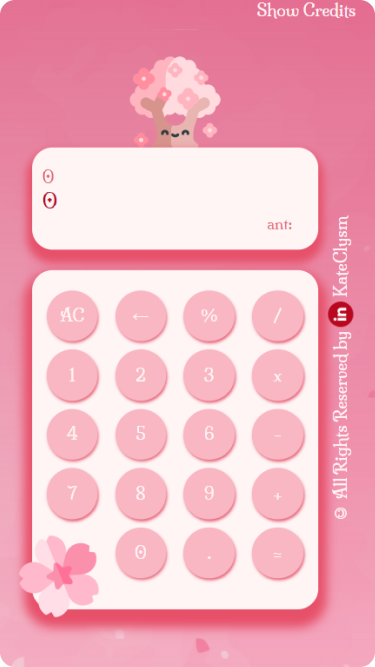 Show Credits
0
0
ant:
AC ← % /
1 2 3 x
4 5 6 -
7 8 9 +
0 . =
© All Rights Reserved by in KateClysm